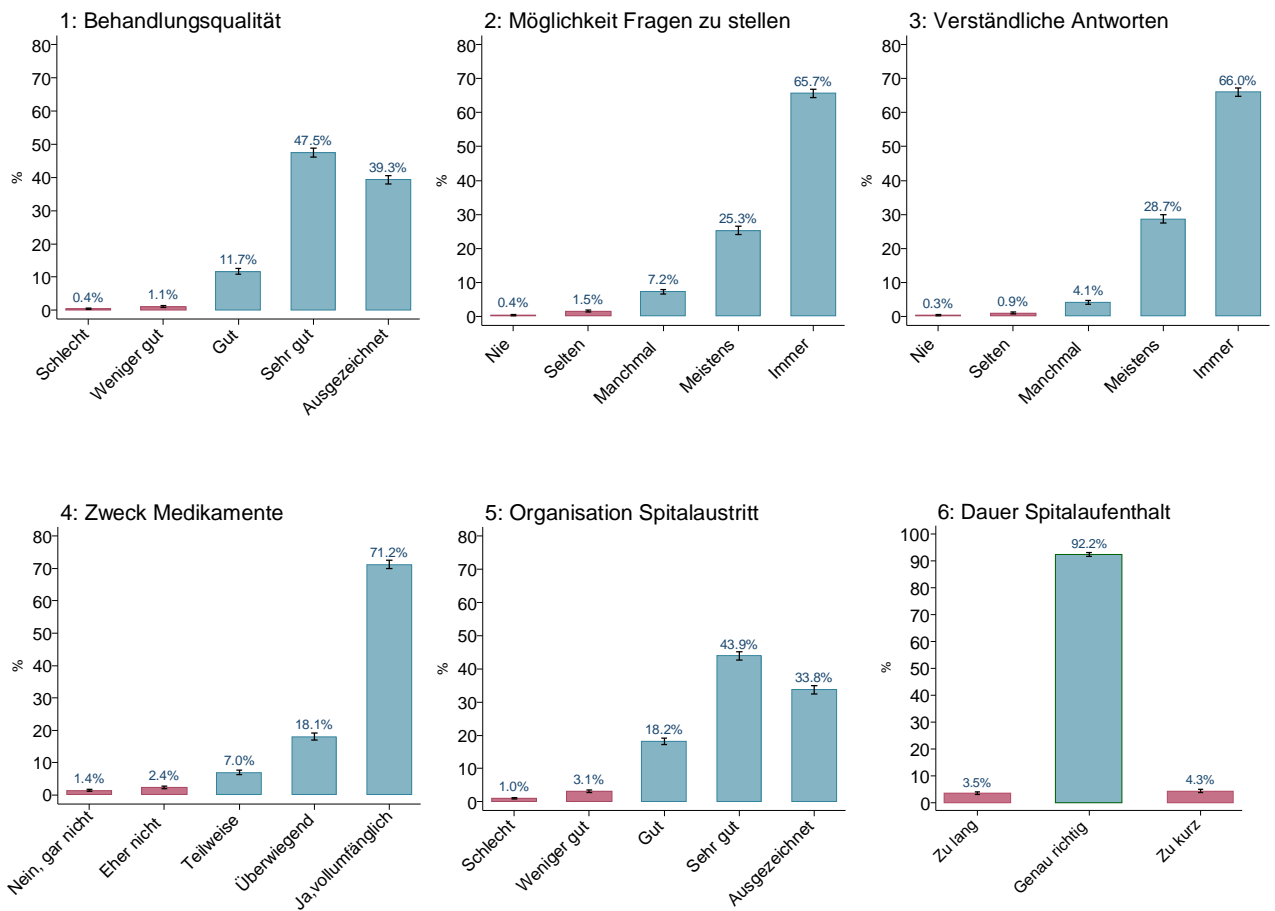 1: Behandlungsqualität
80
70
60
50
40
30
20
10
0
%
0.4%
1.1%
11.7%
47.5%
39.3%
Schlecht
Weniger gut
Gut
Sehr gut
Ausgezeichnet
2: Möglichkeit Fragen zu stellen
80
70
60
50
40
30
20
10
0
%
0.4%
1.5%
7.2%
25.3%
65.7%
Nie
Selten
Manchmal
Meistens
Immer
3: Verständliche Antworten
80
70
60
50
40
30
20
10
0
%
0.3%
0.9%
4.1%
28.7%
66.0%
Nie
Selten
Manchmal
Meistens
Immer
4: Zweck Medikamente
80
70
60
50
40
30
20
10
0
%
1.4%
2.4%
7.0%
18.1%
71.2%
Nein, gar nicht
Eher nicht
Teilweise
Überwiegend
Ja,vollumfänglich
5: Organisation Spitalaustritt
80
70
60
50
40
30
20
10
0
%
1.0%
3.1%
18.2%
43.9%
33.8%
Schlecht
Weniger gut
Gut
Sehr gut
Ausgezeichnet
6: Dauer Spitalaufenthalt
100
90
80
70
60
50
40
30
20
10
0
%
3.5%
92.2%
4.3%
Zu lang
Genau richtig
Zu kurz